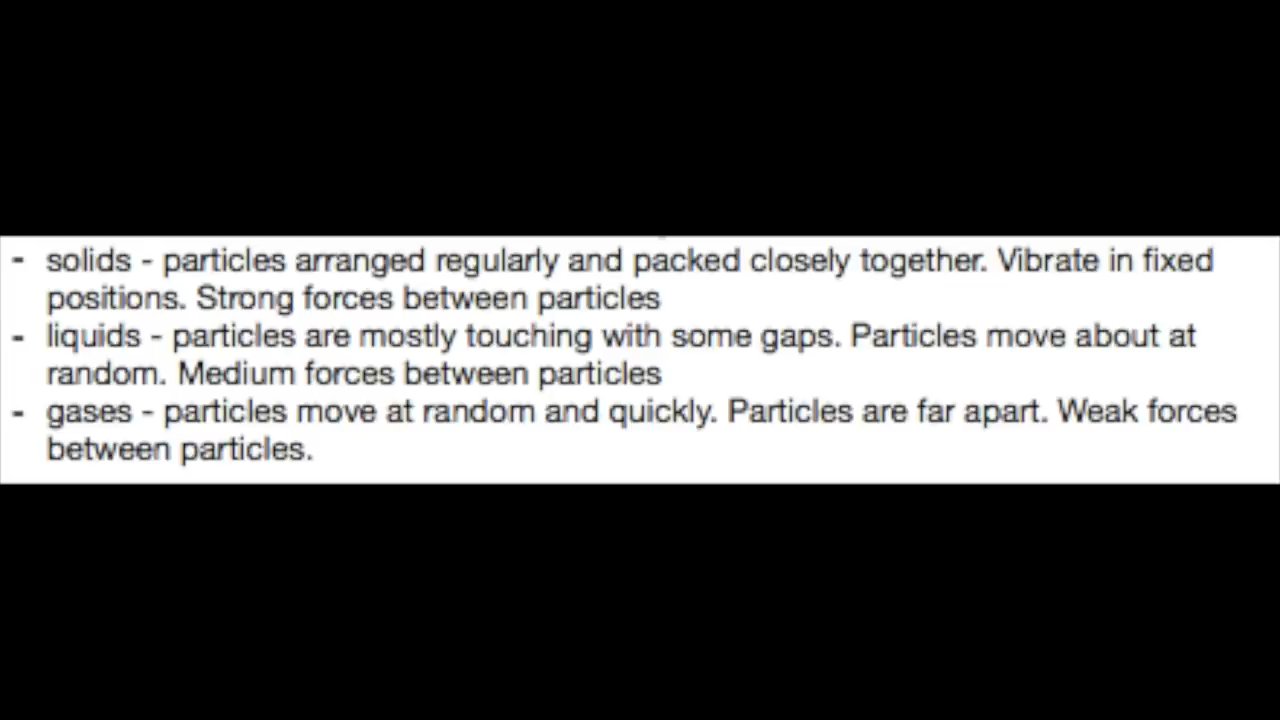 - solids - particles arranged regularly and packed closely together. Vibrate in fixed
positions. Strong forces between particles
- liquids - particles are mostly touching with some gaps. Particles move about at
random. Medium forces between particles
- gases - particles move at random and quickly. Particles are far apart. Weak forces
between particles.